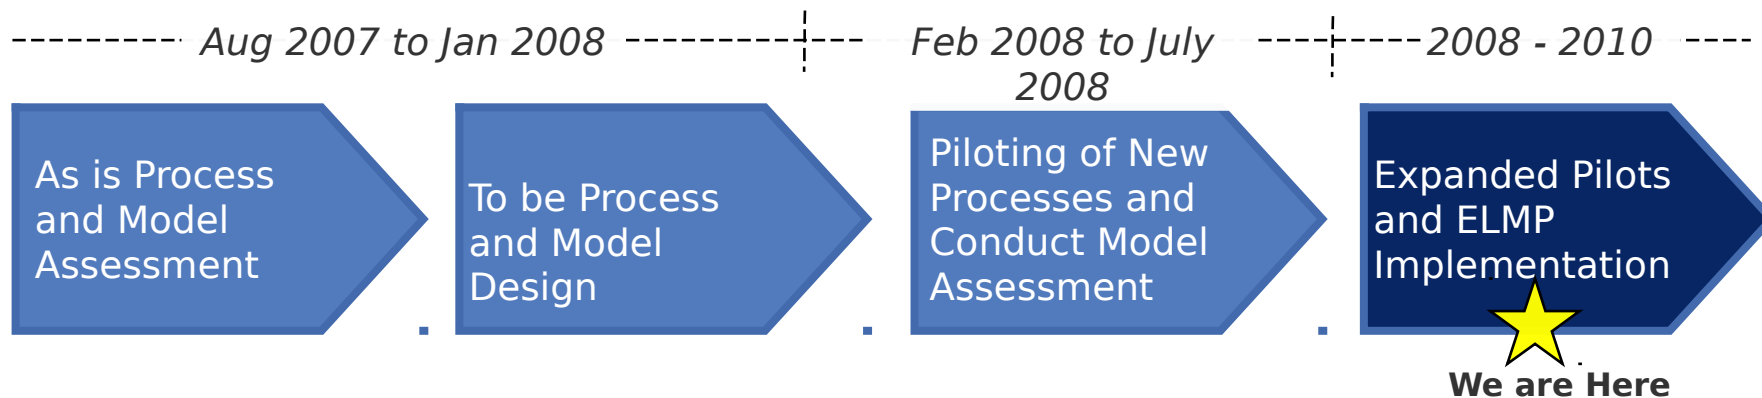 Aug 2007 to Jan 2008
Feb 2008 to July
2008
2008 - 2010
As is Process
and Model
Assessment
To be Process
and Model
Design
Piloting of New
Processes and
Conduct Model
Assessment
Expanded Pilots
and ELMP
Implementation
We are Here